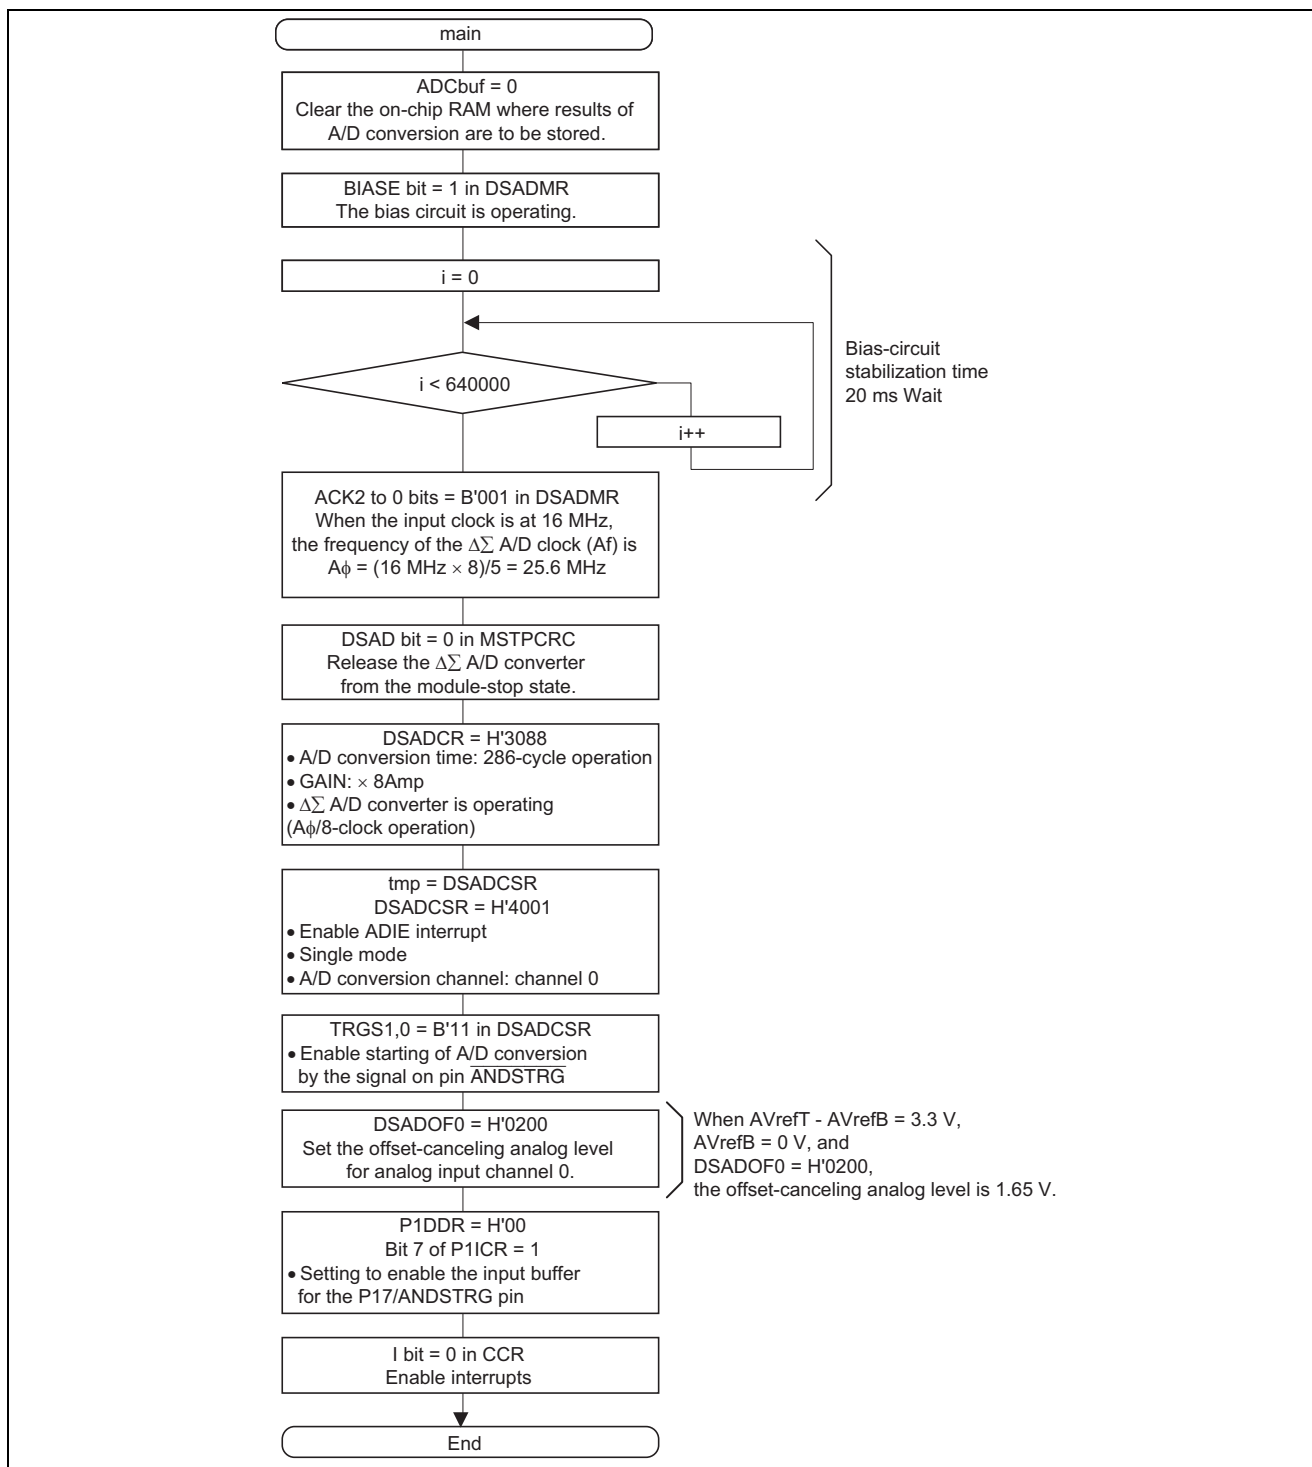 main
ADCbuf = 0
Clear the on-chip RAM where results of
A/D conversion are to be stored.
BIASE bit = 1 in DSADMR
The bias circuit is operating.
i = 0
i < 640000
i++
Bias-circuit
stabilization time
20 ms Wait
ACK2 to 0 bits = B'001 in DSADMR
When the input clock is at 16 MHz,
the frequency of the ΔΣ A/D clock (Af) is
Aϕ = (16 MHz × 8)/5 = 25.6 MHz
DSAD bit = 0 in MSTPCRC
Release the ΔΣ A/D converter
from the module-stop state.
DSADCR = H'3088
• A/D conversion time: 286-cycle operation
• GAIN: × 8Amp
• ΔΣ A/D converter is operating
(Aϕ/8-clock operation)
tmp = DSADCSR
DSADCSR = H'4001
• Enable ADIE interrupt
• Single mode
• A/D conversion channel: channel 0
TRGS1,0 = B'11 in DSADCSR
• Enable starting of A/D conversion
by the signal on pin ANDSTRG
DSADOF0 = H'0200
Set the offset-canceling analog level
for analog input channel 0.
When AVrefT - AVrefB = 3.3 V,
AVrefB = 0 V, and
DSADOF0 = H'0200,
the offset-canceling analog level is 1.65 V.
P1DDR = H'00
Bit 7 of P1ICR = 1
• Setting to enable the input buffer
for the P17/ANDSTRG pin
I bit = 0 in CCR
Enable interrupts
End